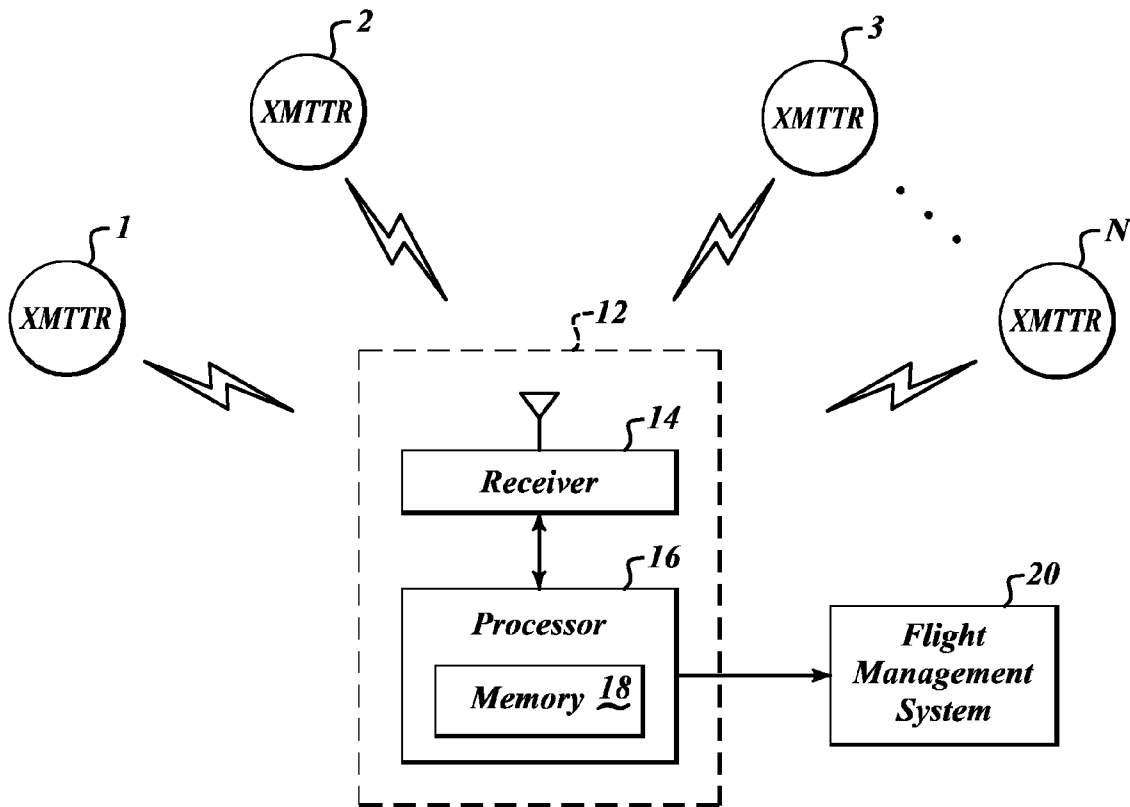 2
XMTTR
3
XMTTR
1
XMTTR
N
XMTTR
12
14
Receiver
16
Processor
Memory 18
20
Flight
Management
System